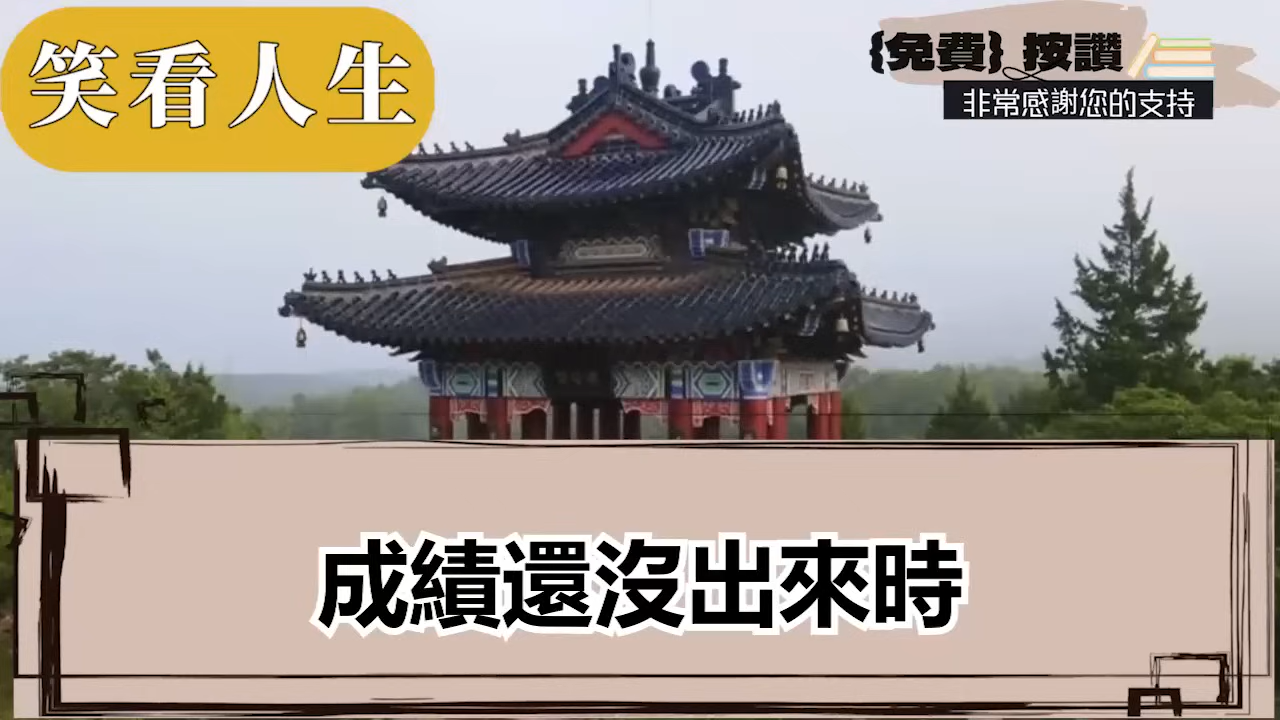 笑看人生
{免費} 按讚
非常感謝您的支持
成績還沒出來時